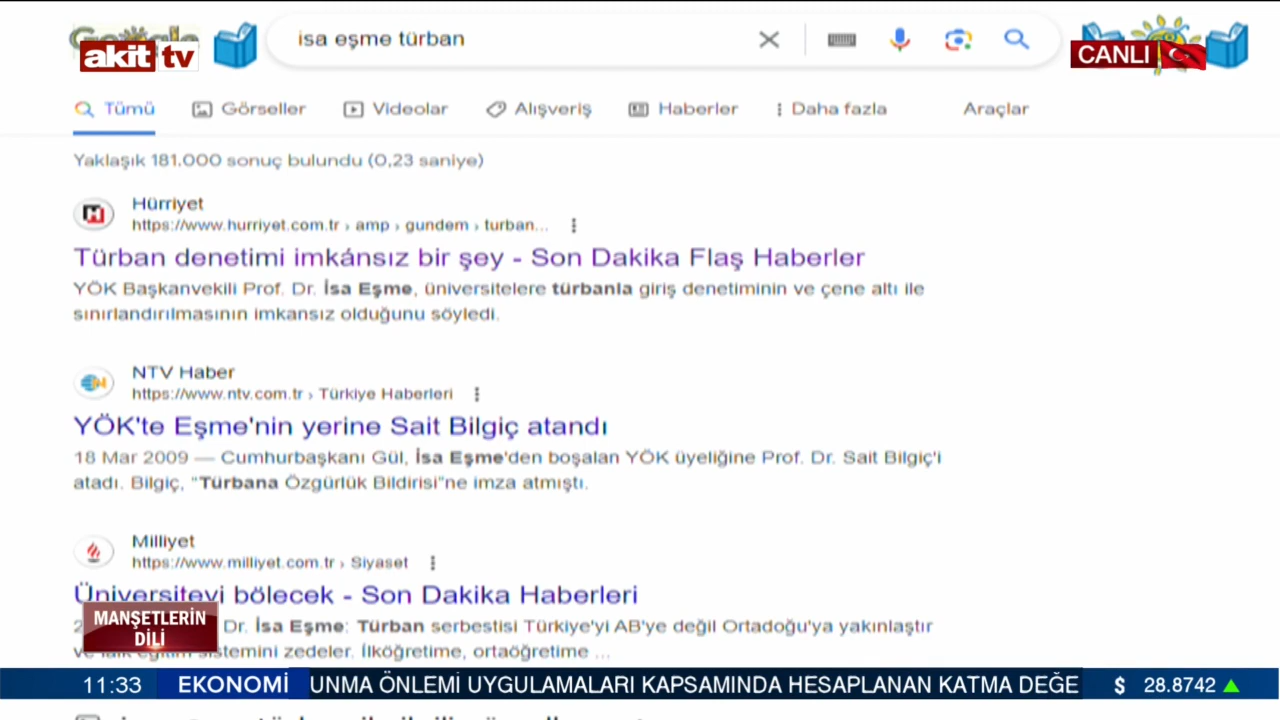 Google
akit tv
isa eşme türban
CANLI
Tümü Görseller Videolar Alışveriş Haberler Daha fazla Araçlar
Yaklaşık 181.000 sonuç bulundu (0,23 saniye)
Hürriyet
https://www.hurriyet.com.tr › amp › gundem › turban...
Türban denetimi imkánsız bir şey - Son Dakika Flaş Haberler
YÖK Başkanvekili Prof. Dr. İsa Eşme, üniversitelere türbanla giriş denetiminin ve çene altı ile
sınırlandırılmasının imkansız olduğunu söyledi.
NTV Haber
https://www.ntv.com.tr › Türkiye Haberleri
YÖK'te Eşme'nin yerine Sait Bilgiç atandı
18 Mar 2009 — Cumhurbaşkanı Gül, İsa Eşme'den boşalan YÖK üyeliğine Prof. Dr. Sait Bilgiç'i
atadı. Bilgiç, "Türbana Özgürlük Bildirisi"ne imza atmıştı.
Milliyet
https://www.milliyet.com.tr › Siyaset
Üniversiteyi bölecek - Son Dakika Haberleri
Dr. İsa Eşme: Türban serbestisi Türkiye'yi AB'ye değil Ortadoğu'ya yakınlaştır
ve laik eğitim sistemini zedeler. İlköğretime, ortaöğretime ...
MANŞETLERİN
DİLİ
11:33 EKONOMİ UNMA ÖNLEMİ UYGULAMALARI KAPSAMINDA HESAPLANAN KATMA DEĞE $ 28.8742